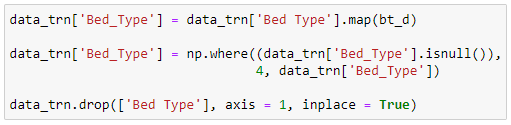 data_trn['Bed_Type'] = data_trn['Bed Type'].map(bt_d)
data_trn['Bed_Type'] = np.where((data_trn['Bed_Type'].isnull()),
4, data_trn['Bed_Type'])
data_trn.drop(['Bed Type'], axis = 1, inplace = True)